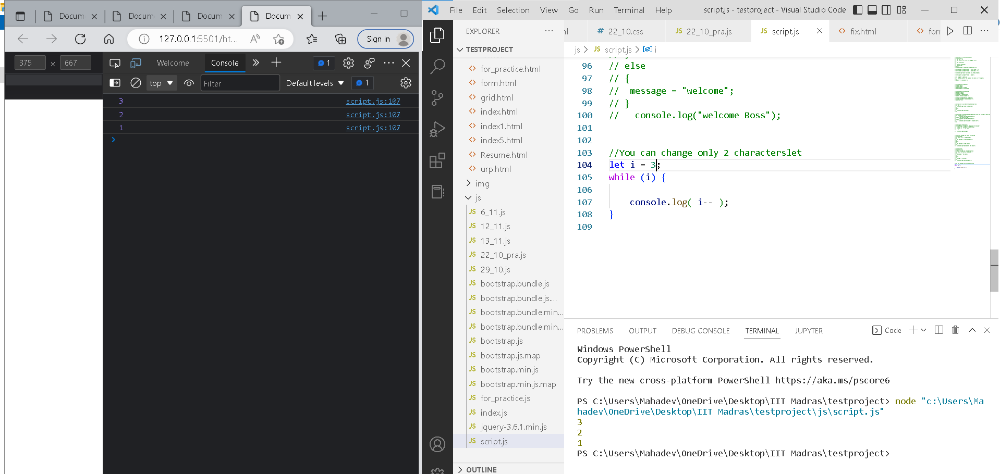 Docum
Docum
Docum
Docum
127.0.0.1:5501/ht...
Sign in
375 × 667
Welcome
Console
1
top
Filter
Default levels
1
3 script.js:107
2 script.js:107
1 script.js:107
File Edit Selection View Go Run Terminal Help
script.js - testproject - Visual Studio Code
EXPLORER
TESTPROJECT
for_practice.html
form.html
grid.html
index.html
index1.html
index5.html
Resume.html
urp.html
img
js
6_11.js
12_11.js
13_11.js
22_10_pra.js
29_10.js
bootstrap.bundle.js
bootstrap.bundle.js....
bootstrap.bundle.min...
bootstrap.bundle.min...
bootstrap.js
bootstrap.js.map
bootstrap.min.js
bootstrap.min.js.map
for_practice.js
index.js
jquery-3.6.1.min.js
script.js
OUTLINE
# 22_10.css
JS 22_10_pra.js
JS script.js
fix.html
for
js > JS script.js > i
96 // else
97 // {
98 // message = "welcome";
99 // }
100 // console.log("welcome Boss");
101
102
103 //You can change only 2 characterslet
104 let i = 3;
105 while (i) {
106
107 console.log( i-- );
108 }
109
PROBLEMS OUTPUT DEBUG CONSOLE TERMINAL JUPYTER
Code
Windows PowerShell
Copyright (C) Microsoft Corporation. All rights reserved.
Try the new cross-platform PowerShell https://aka.ms/pscore6
PS C:\Users\Mahadev\OneDrive\Desktop\IIT Madras\testproject> node "c:\Users\Ma
hadev\OneDrive\Desktop\IIT Madras\testproject\js\script.js"
3
2
1
PS C:\Users\Mahadev\OneDrive\Desktop\IIT Madras\testproject>